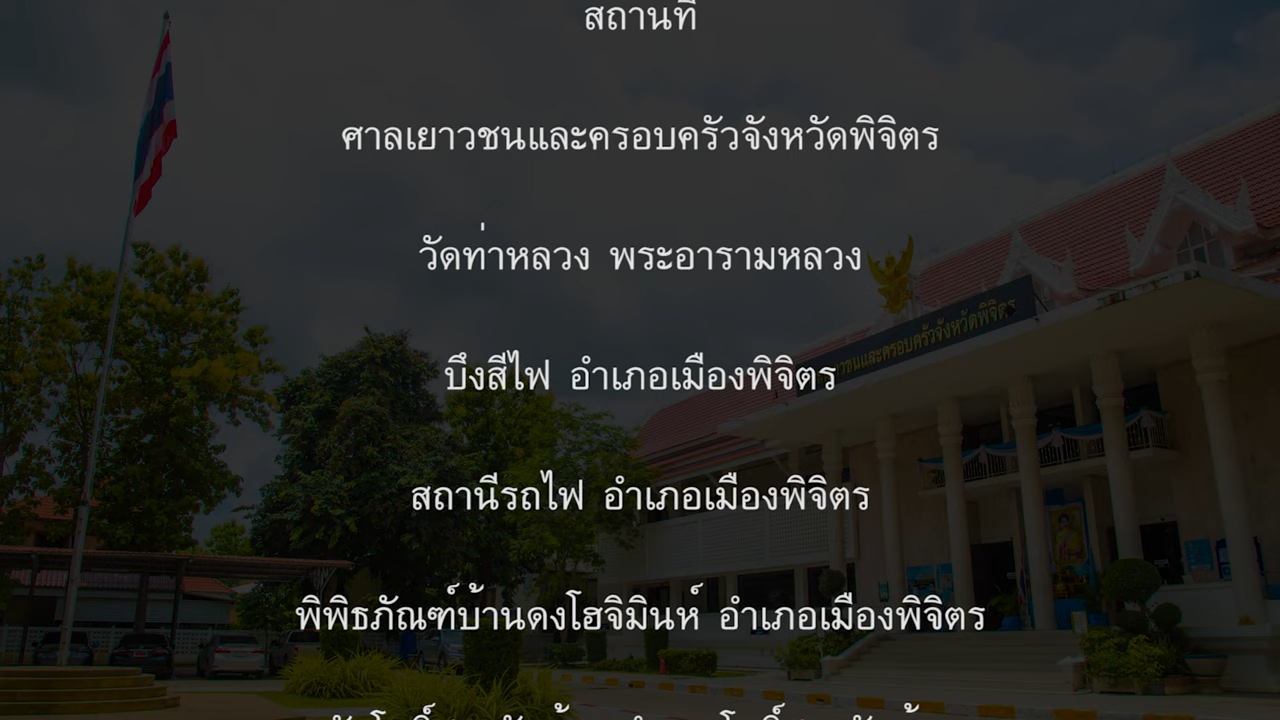 สถานที่
ศาลเยาวชนและครอบครัวจังหวัดพิจิตร
วัดท่าหลวง พระอารามหลวง
บึงสีไฟ อำเภอเมืองพิจิตร
สถานีรถไฟ อำเภอเมืองพิจิตร
พิพิธภัณฑ์บ้านดงโฮจิมินห์ อำเภอเมืองพิจิตร